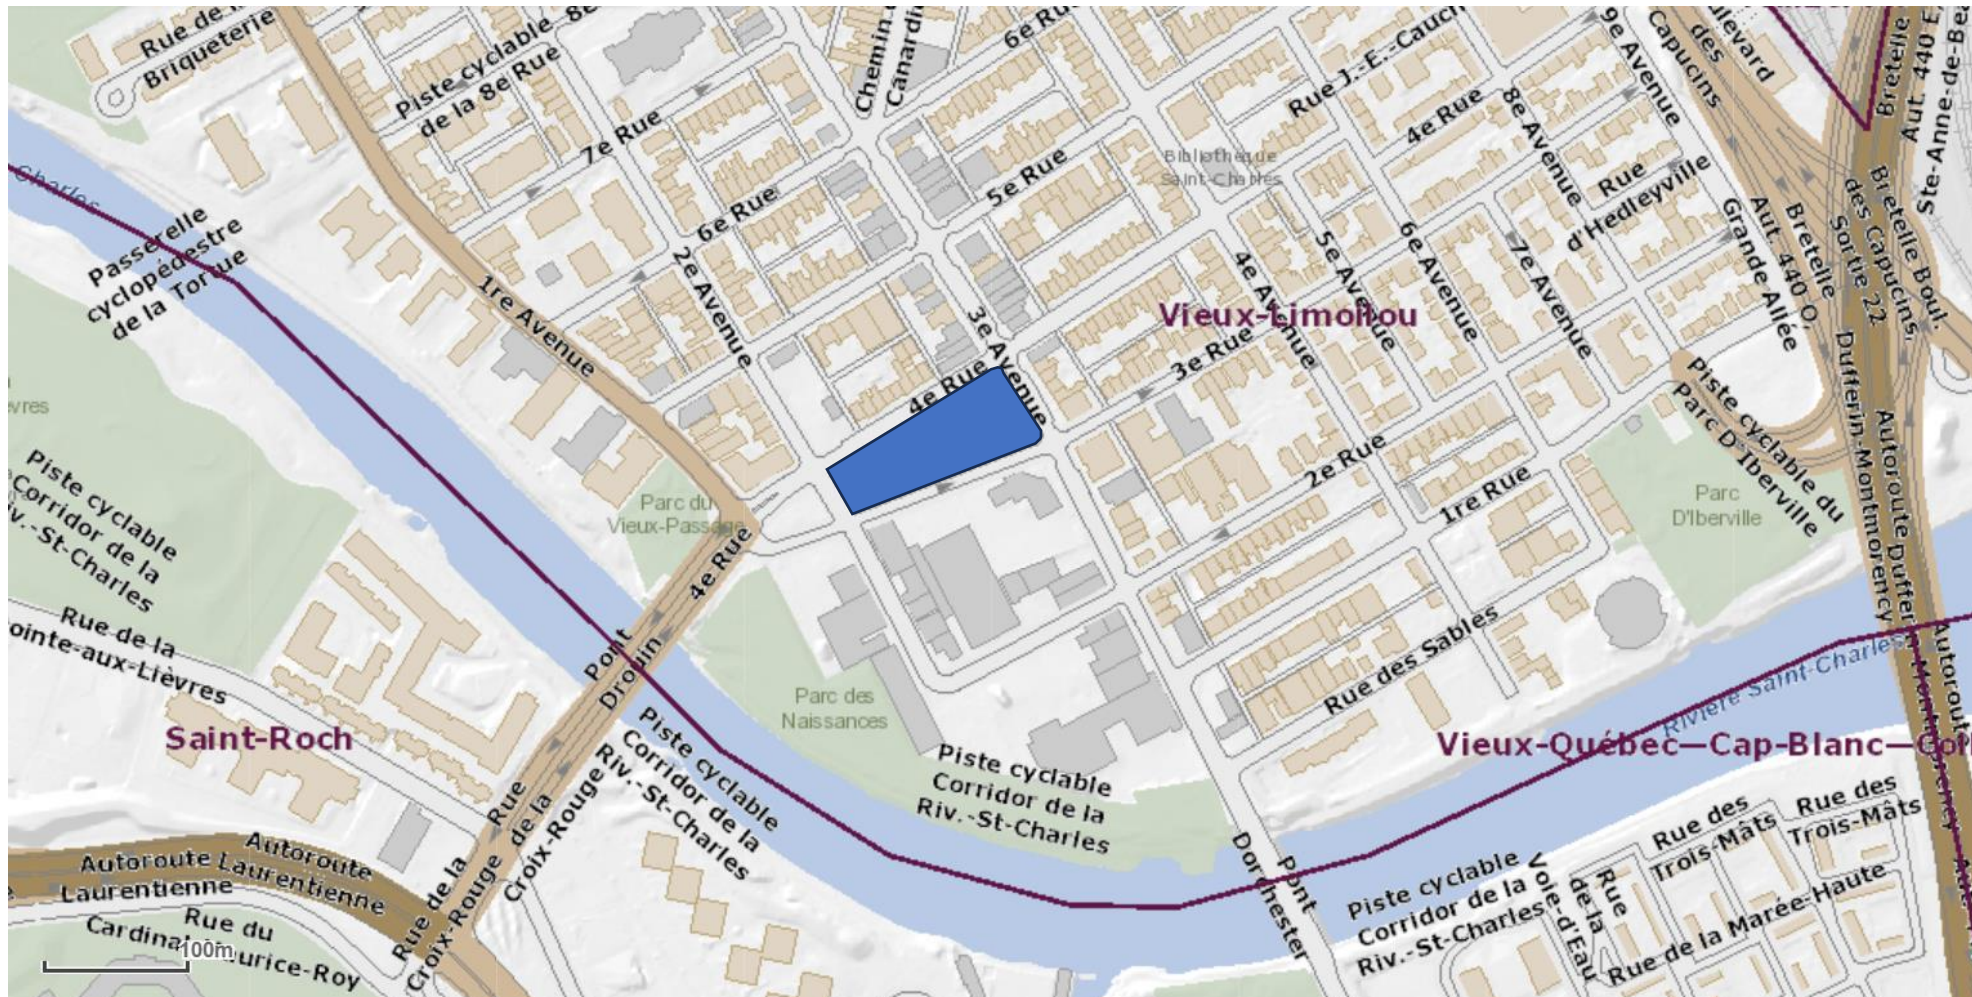 Rue de la
Briqueterie
Piste cyclable
de la 8e Rue
7e Rue
Chemin
Canardi
6e Rue
5e Rue
6e Rue
2e Avenue
Rue J.-E.-Cauch
4e Rue
8e Avenue
9e Avenue
Capucins
des
Rue
d'Hedleyville
Bibliothèque
Saint-Charles
Bretelle
Aut. 440 E.
Ste-Anne-de-Be
Charles
Passerelle
cyclopédestre
de la Tortue
1re Avenue
3e Avenue
4e Rue
Vieux-Limoilou
3e Rue
4e Avenue
5e Avenue
6e Avenue
7e Avenue
Grande Allée
Aut. 440 O.
Bretelle
Sortie 22
des Capucins,
Bretelle Boul.
Dufferin-Montmorency
Piste cyclable du
Parc D'Iberville
2e Rue
1re Rue
Parc
D'Iberville
Parc du
Vieux-Passage
4e Rue
evres
Piste cyclable
Corridor de la
Riv.-St-Charles
Rue de la
ointe-aux-Lièvres
Pont
Drouin
Saint-Roch
Parc des
Naissances
Rue des Sables
Rivière Saint-Charles
Vieux-Québec—Cap-Blanc—Col
Piste cyclable
Corridor de la
Riv.-St-Charles
Piste cyclable
Corridor de la
Riv.-St-Charles
Rue
de la
Croix-Rouge
Autoroute
Laurentienne
Autoroute
Laurentienne
Rue de la
Croix-Rouge
Rue du
Cardinal-Maurice-Roy
100m
Pont
Dorchester
Piste cyclable
Corridor de la
Riv.-St-Charles
Rue
de la
Voie-d'Eau
Rue des
Trois-Mâts
Rue des
Trois-Mâts
Rue de la Marée-Haute